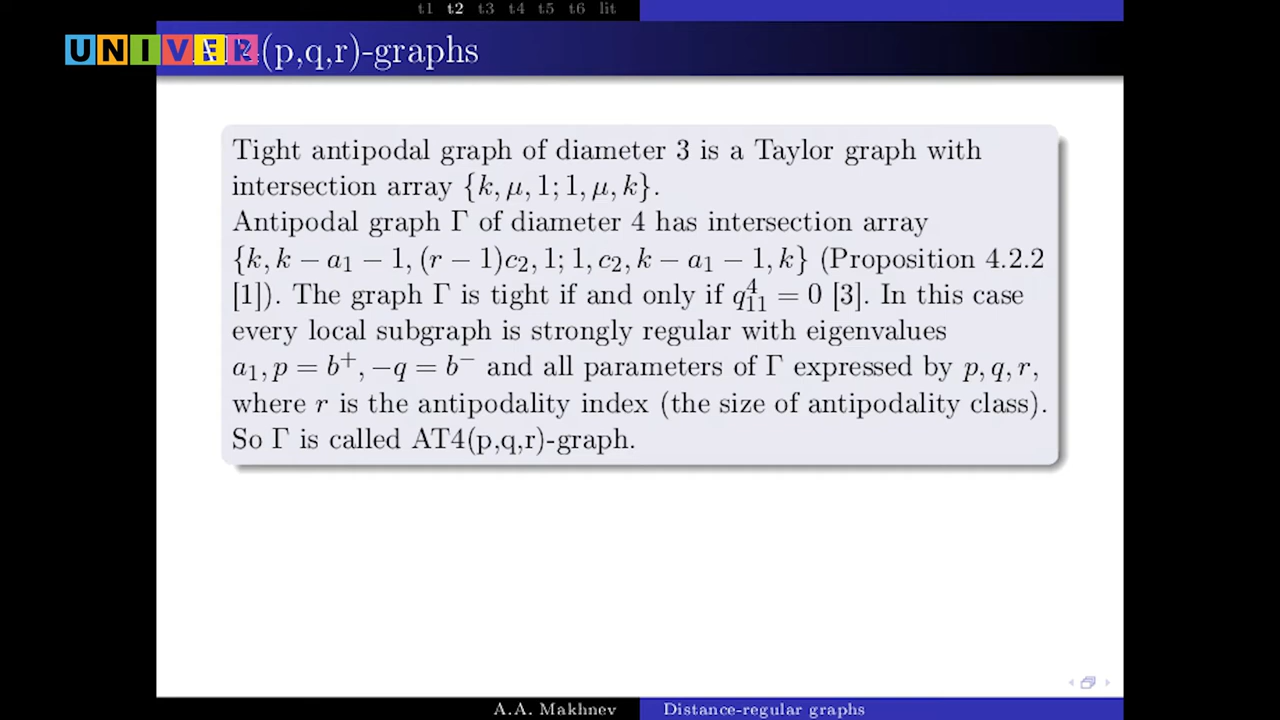 t1 t2 t3 t4 t5 t6 lit
UNIVER
(p,q,r)-graphs
Tight antipodal graph of diameter 3 is a Taylor graph with
intersection array {k, μ, 1; 1, μ, k}.
Antipodal graph Γ of diameter 4 has intersection array
{k, k − a₁ − 1, (r − 1)c₂, 1; 1, c₂, k − a₁ − 1, k} (Proposition 4.2.2
[1]). The graph Γ is tight if and only if q⁴₁₁ = 0 [3]. In this case
every local subgraph is strongly regular with eigenvalues
a₁, p = b⁺, −q = b⁻ and all parameters of Γ expressed by p, q, r,
where r is the antipodality index (the size of antipodality class).
So Γ is called AT4(p,q,r)-graph.
A.A. Makhnev Distance-regular graphs